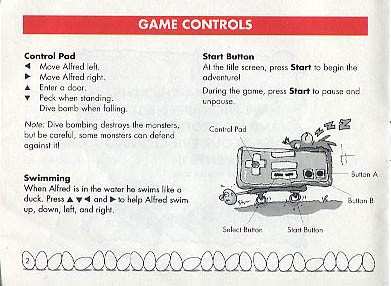 GAME CONTROLS
Control Pad
◄ Move Alfred left.
► Move Alfred right.
▲ Enter a door.
▼ Peck when standing.
Dive bomb when falling.
Note: Dive bombing destroys the monsters,
but be careful, some monsters can defend
against it!
Swimming
When Alfred is in the water he swims like a
duck. Press ▲ ▼ ◄ and ► to help Alfred swim
up, down, left, and right.
Start Button
At the title screen, press Start to begin the
adventure!
During the game, press Start to pause and
unpause.
Control Pad
ZZZ
Button A
Button B
Select Button
Start Button
2